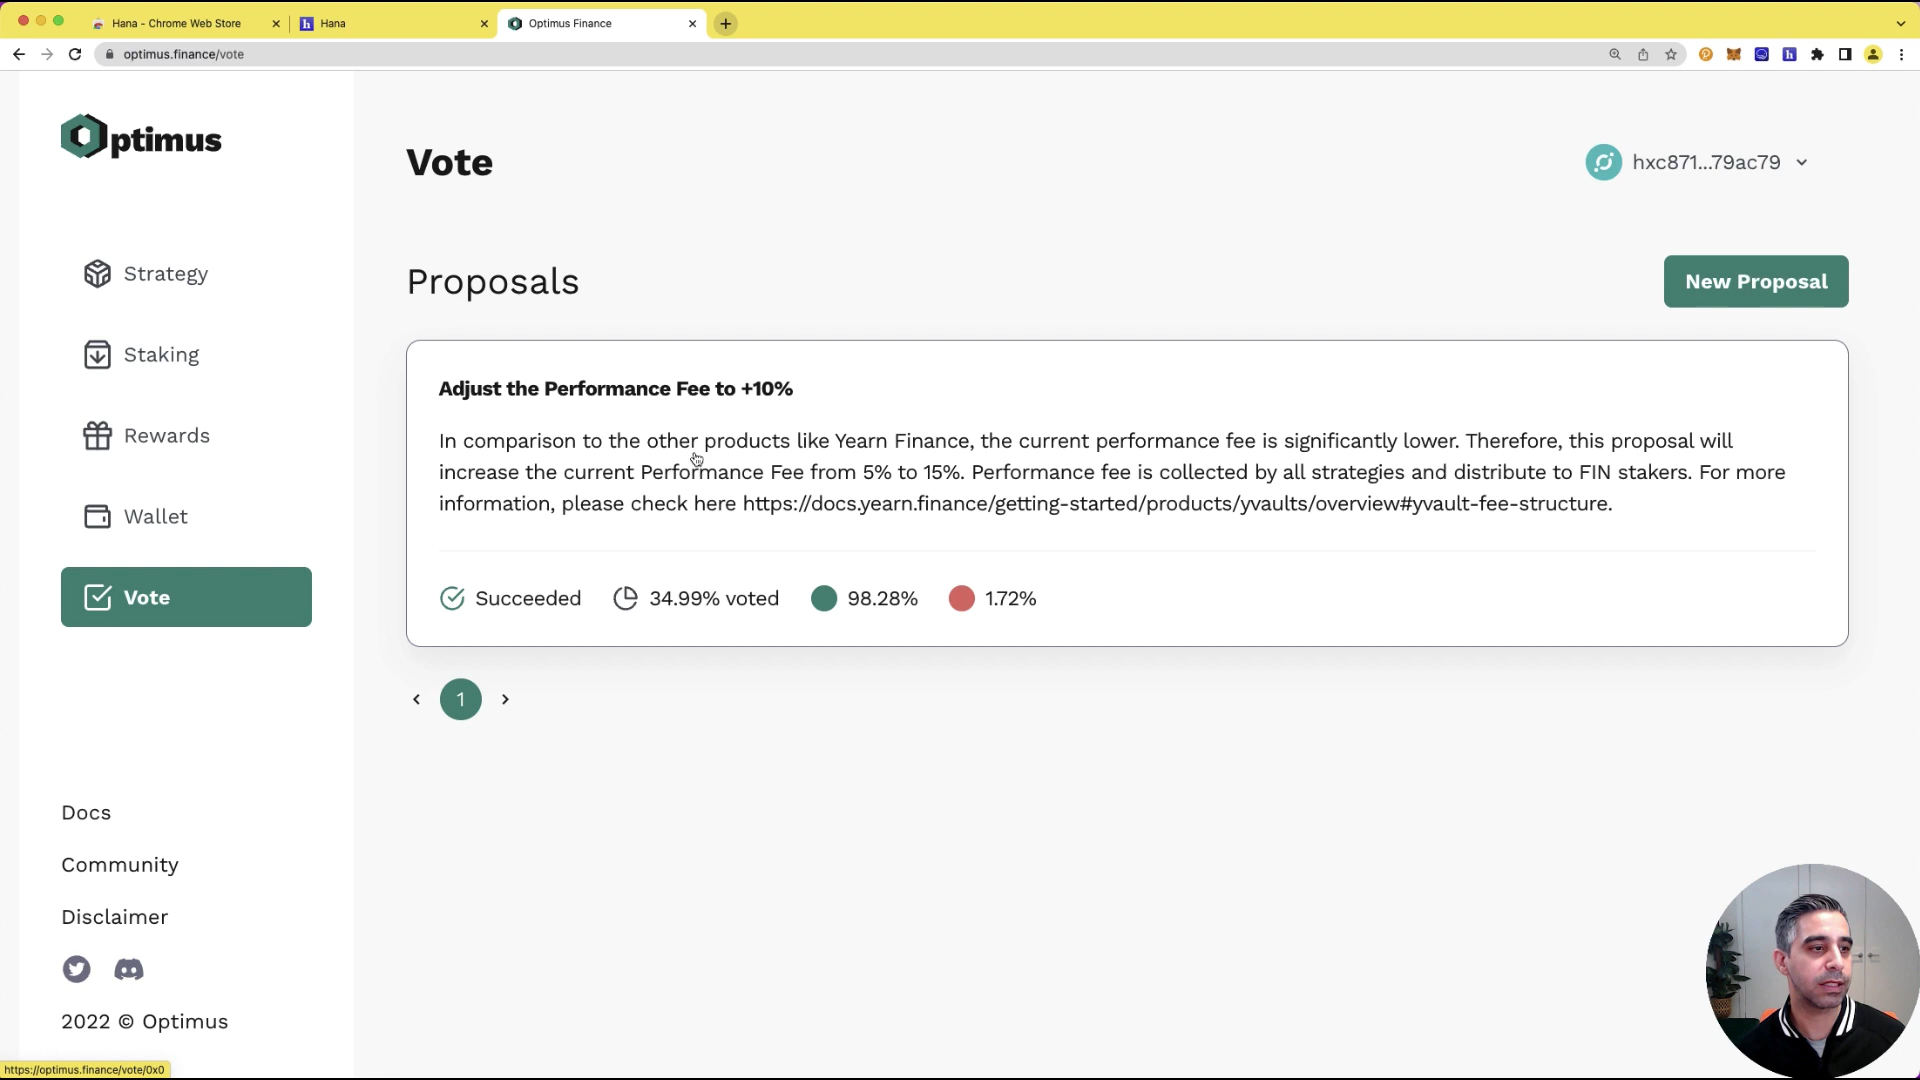 Hana - Chrome Web Store
Hana
Optimus Finance
optimus.finance/vote
Optimus
Vote
hxc871...79ac79
Strategy
Staking
Rewards
Wallet
Vote
Proposals
New Proposal
Adjust the Performance Fee to +10%
In comparison to the other products like Yearn Finance, the current performance fee is significantly lower. Therefore, this proposal will
increase the current Performance Fee from 5% to 15%. Performance fee is collected by all strategies and distribute to FIN stakers. For more
information, please check here https://docs.yearn.finance/getting-started/products/yvaults/overview#yvault-fee-structure.
Succeeded 34.99% voted 98.28% 1.72%
1
Docs
Community
Disclaimer
2022 © Optimus
https://optimus.finance/vote/0x0